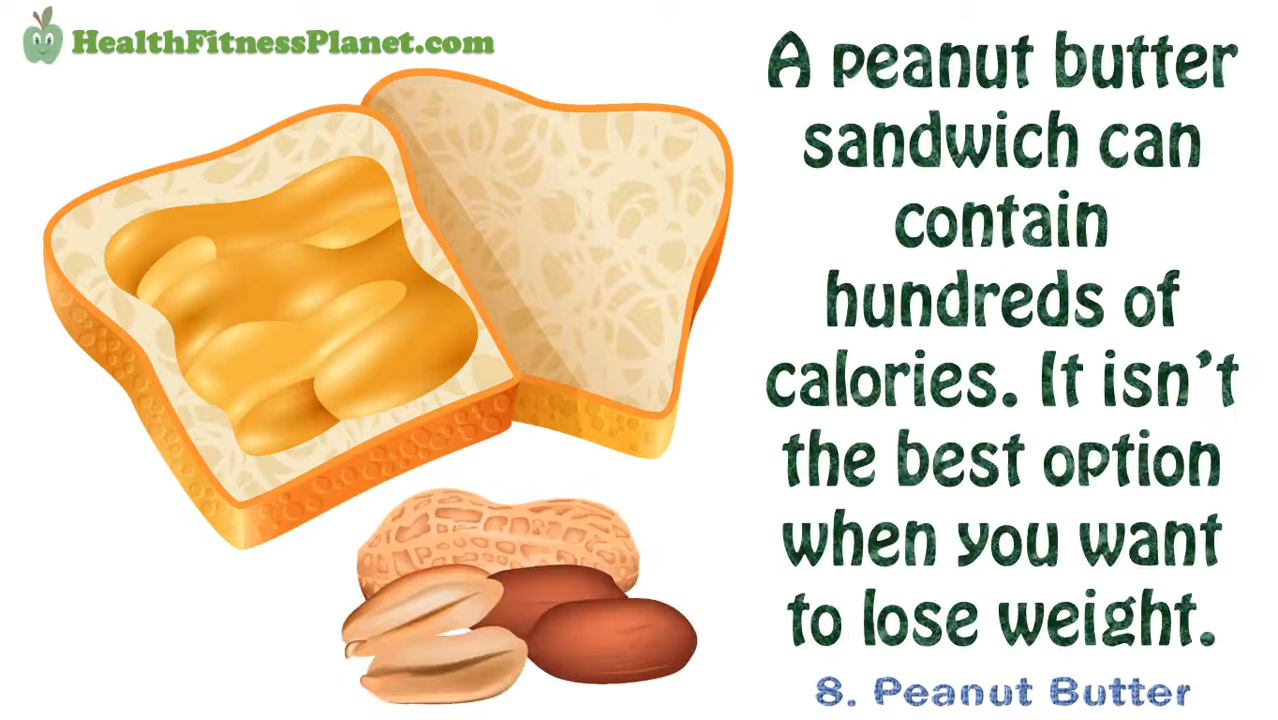 HealthFitnessPlanet.com
A peanut butter
sandwich can
contain
hundreds of
calories. It isn't
the best option
when you want
to lose weight.
8. Peanut Butter